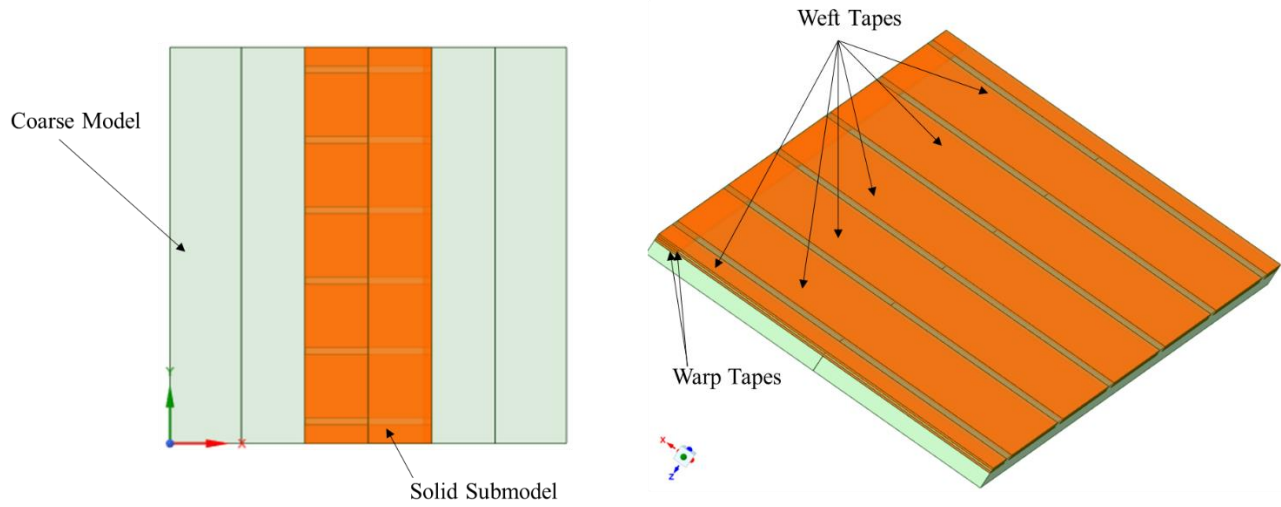 Weft Tapes
Coarse Model
Y
X
Solid Submodel
Warp Tapes
X
Z